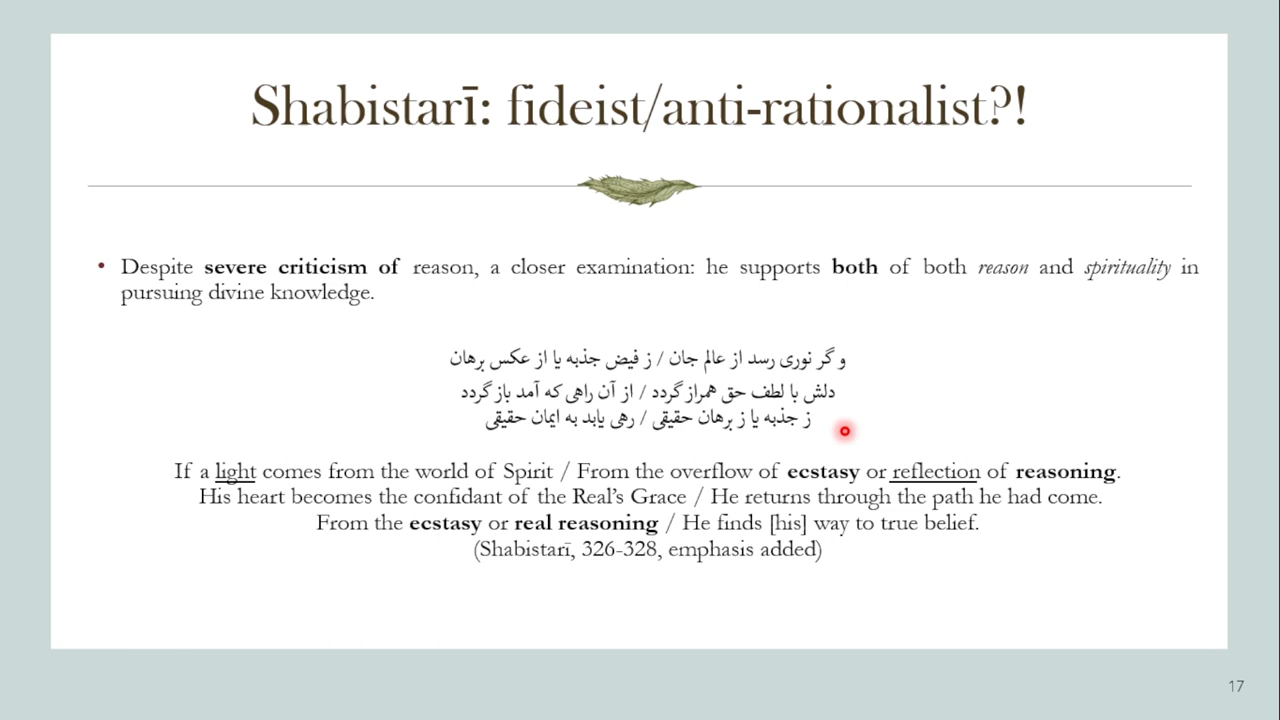 Shabistarī: fideist/anti-rationalist?!
• Despite severe criticism of reason, a closer examination: he supports both of both reason and spirituality in
pursuing divine knowledge.
و گر نوری رسد از عالم جان / ز فیض جذبه یا از عکس برهان
دلش با لطف حق همراز گردد / از آن راهی که آمد باز گردد
ز جذبه یا ز برهان حقیقی / رهی یابد به ایمان حقیقی
If a light comes from the world of Spirit / From the overflow of ecstasy or reflection of reasoning.
His heart becomes the confidant of the Real’s Grace / He returns through the path he had come.
From the ecstasy or real reasoning / He finds [his] way to true belief.
(Shabistarī, 326-328, emphasis added)
17